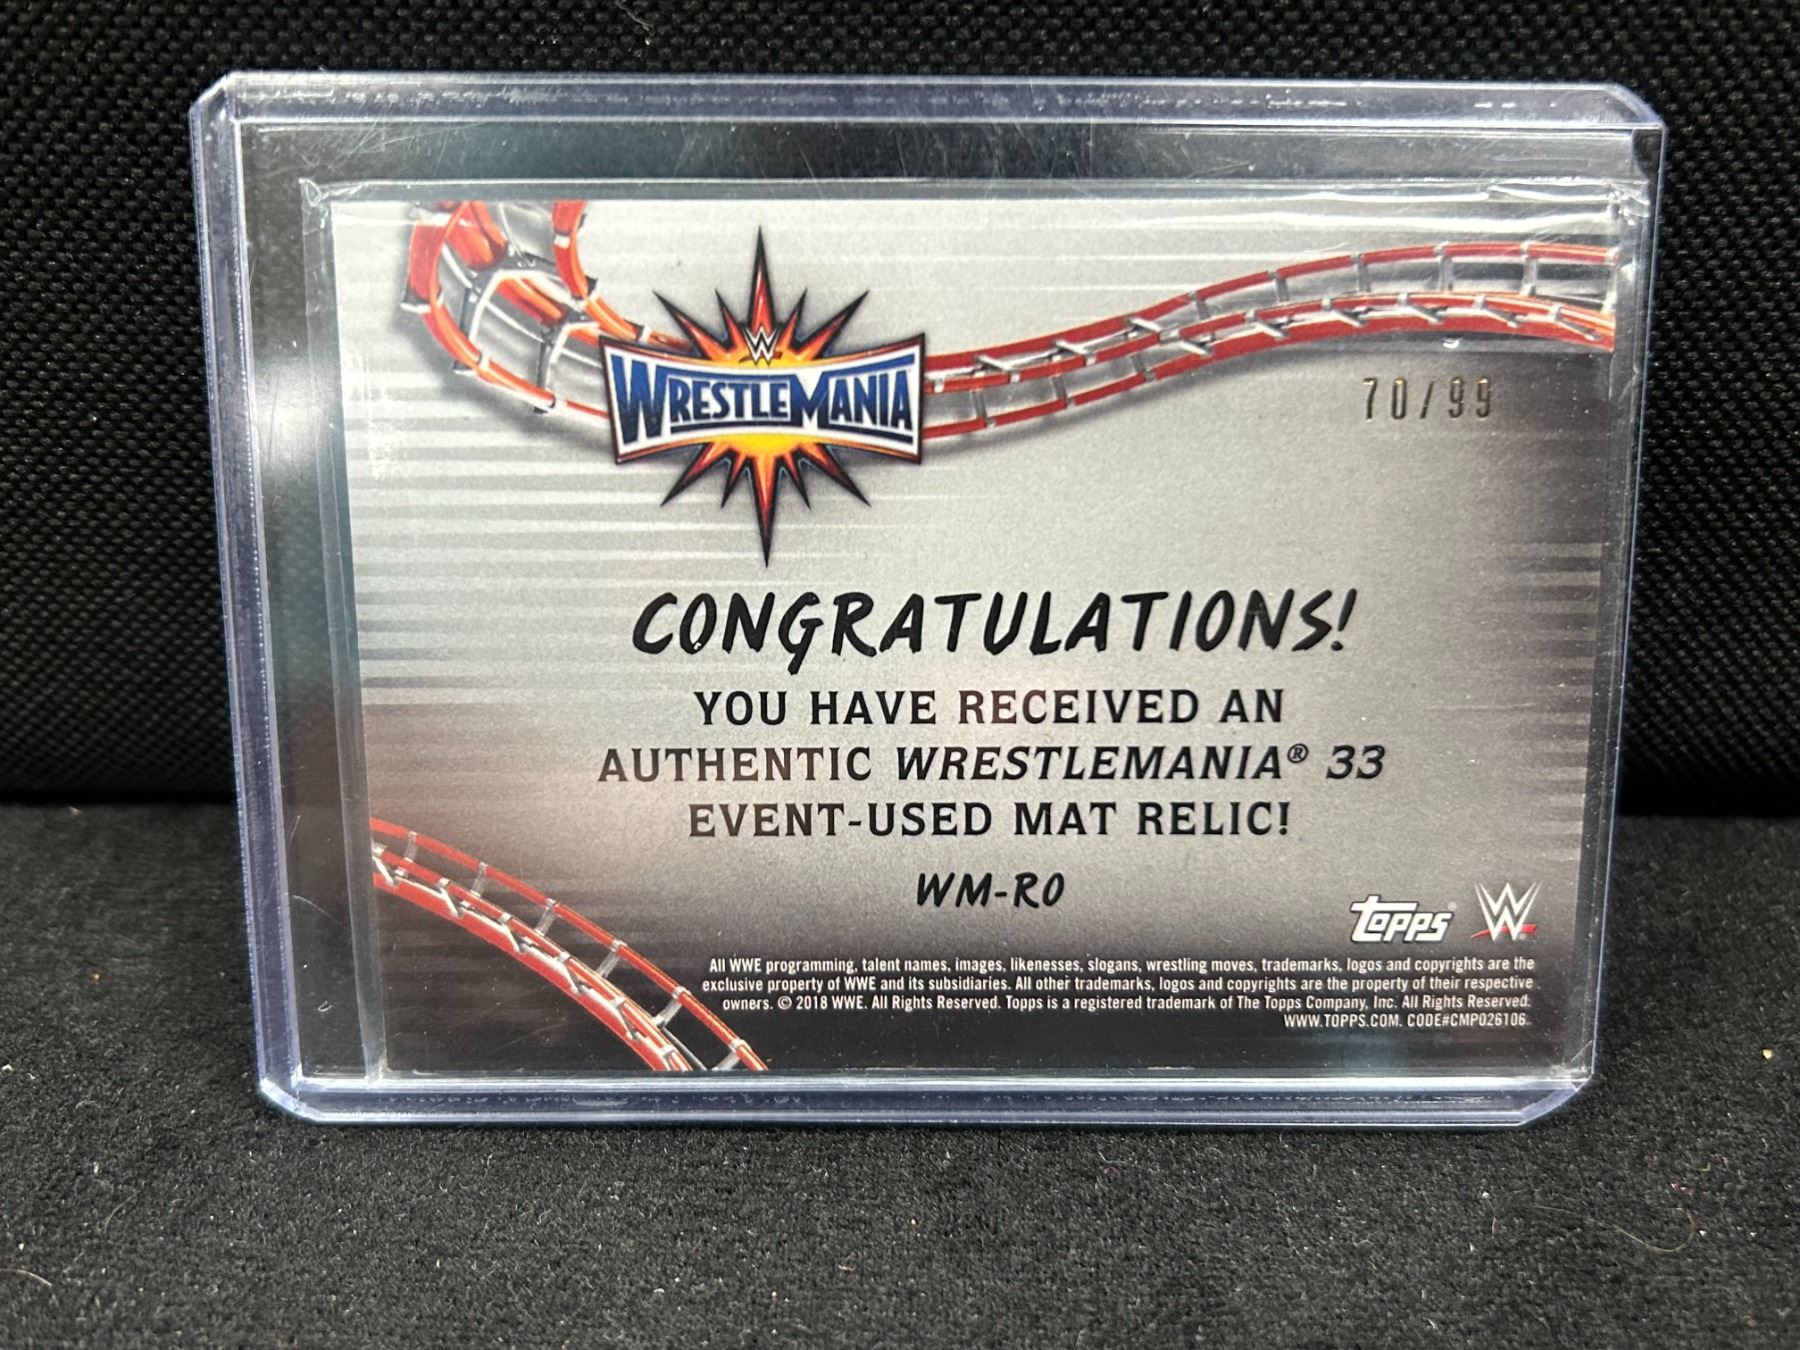 W
WRESTLEMANIA
70/99
CONGRATULATIONS!
YOU HAVE RECEIVED AN
AUTHENTIC WRESTLEMANIA® 33
EVENT-USED MAT RELIC!
WM-RO
Topps® W
All WWE programming, talent names, images, likenesses, slogans, wrestling moves, trademarks, logos and copyrights are the
exclusive property of WWE and its subsidiaries. All other trademarks, logos and copyrights are the property of their respective
owners. © 2018 WWE. All Rights Reserved. Topps is a registered trademark of The Topps Company, Inc. All Rights Reserved.
WWW.TOPPS.COM. CODE#CMP026106